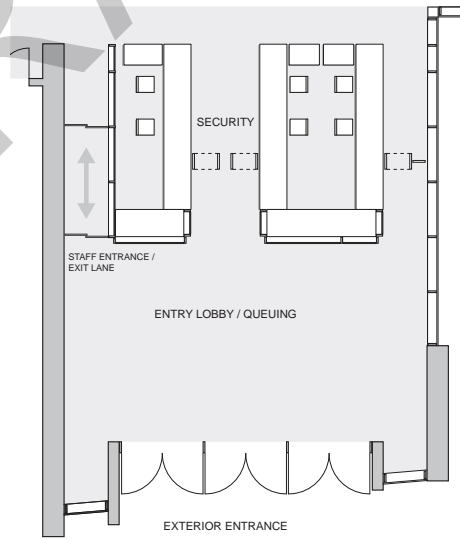 SECURITY
STAFF ENTRANCE /
EXIT LANE
ENTRY LOBBY / QUEUING
EXTERIOR ENTRANCE